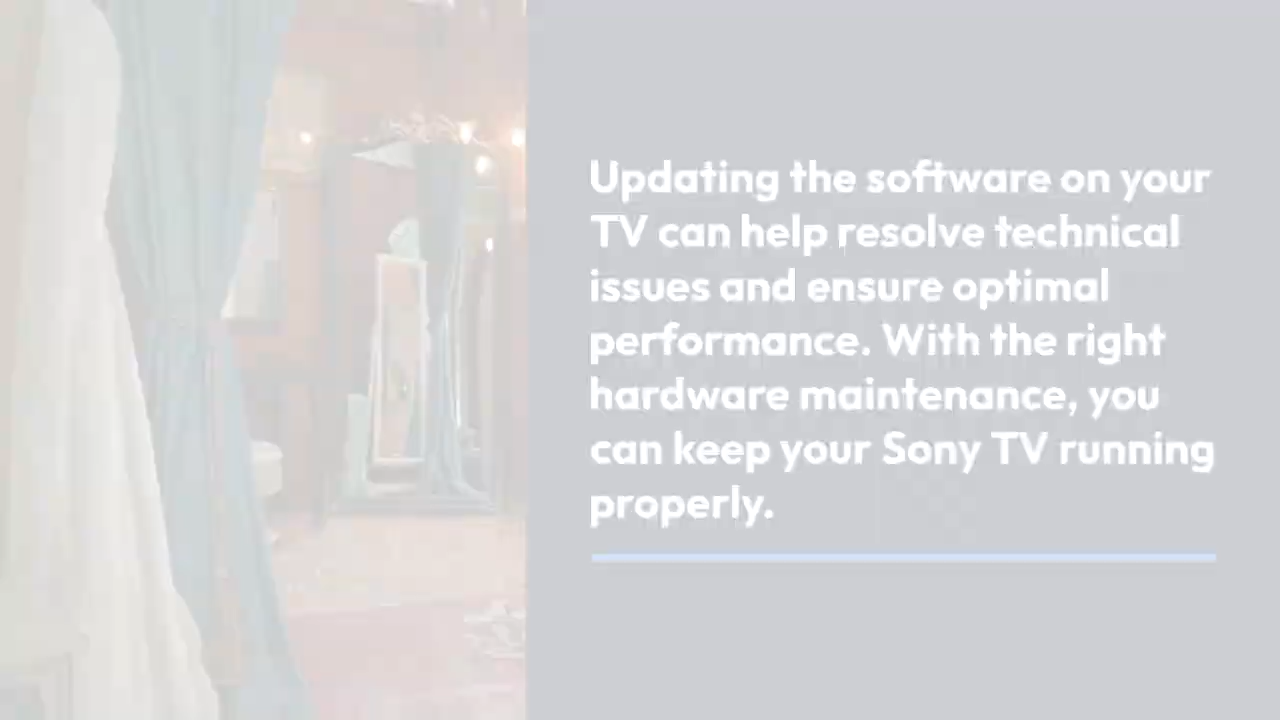 Updating the software on your
TV can help resolve technical
issues and ensure optimal
performance. With the right
hardware maintenance, you
can keep your Sony TV running
properly.